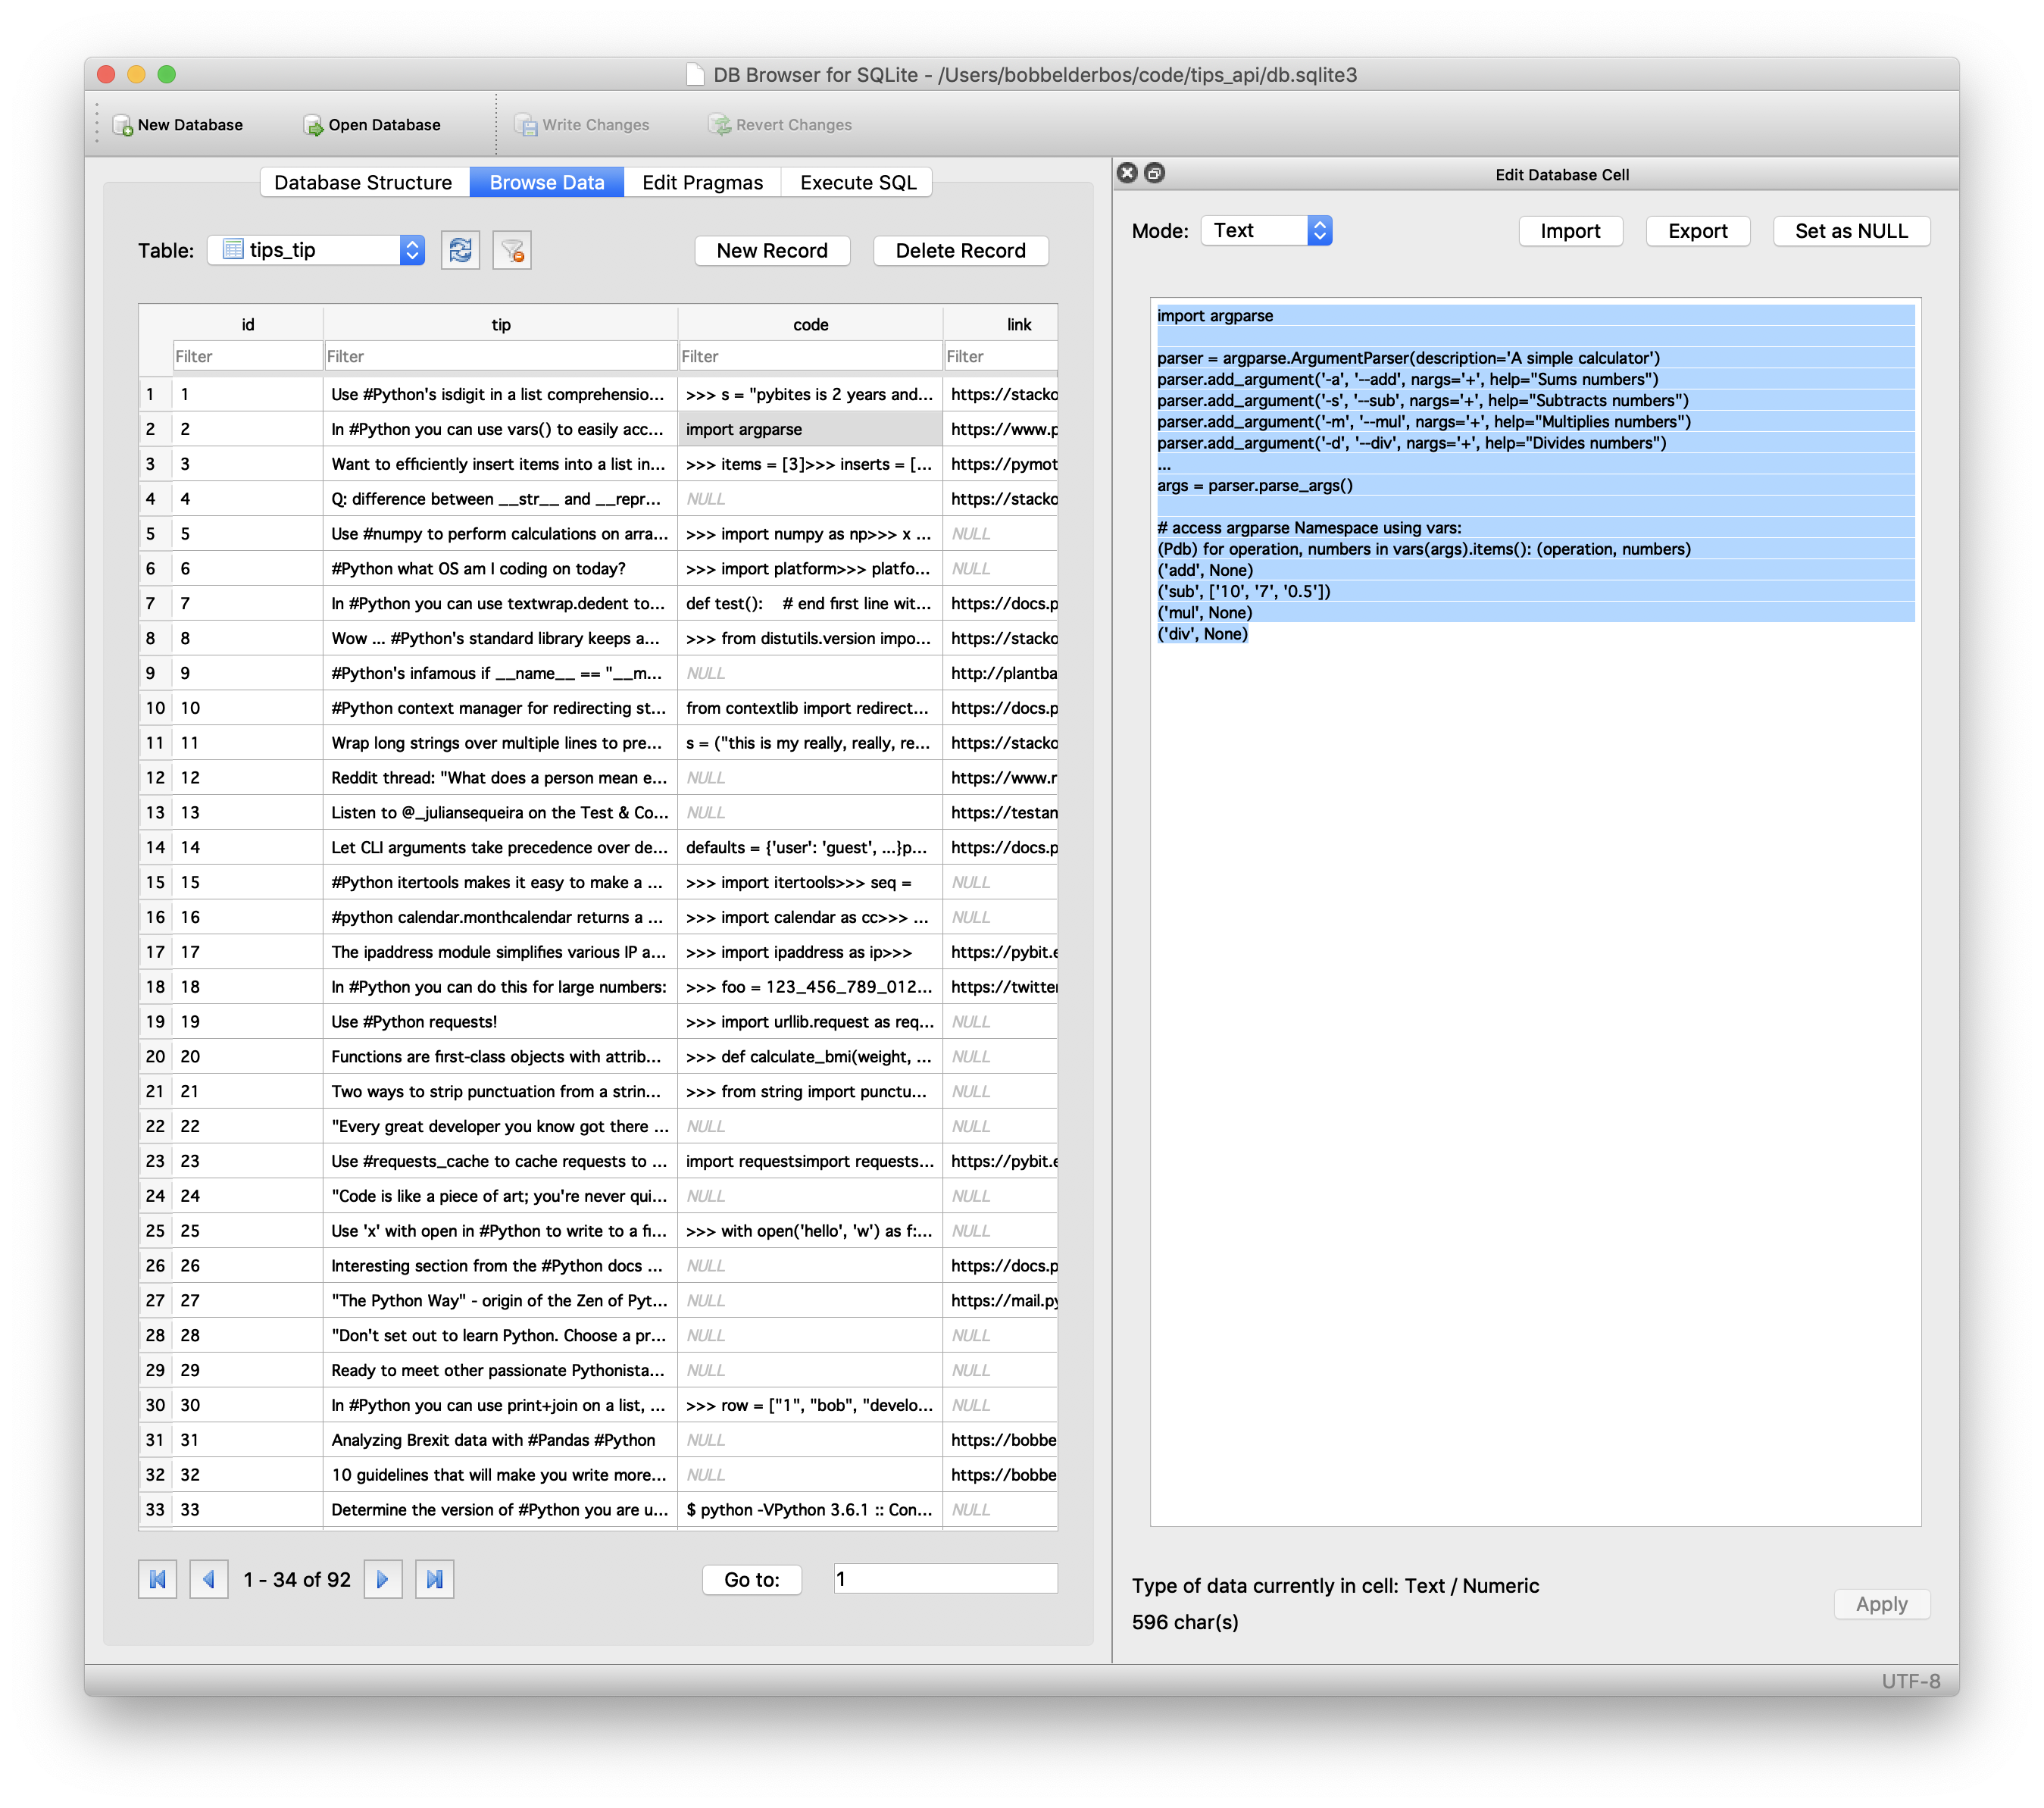 DB Browser for SQLite - /Users/bobbelderbos/code/tips_api/db.sqlite3
New Database Open Database Write Changes Revert Changes
Database Structure Browse Data Edit Pragmas Execute SQL
Table: tips_tip New Record Delete Record
id tip code link
Filter Filter Filter Filter
1 1 Use #Python's isdigit in a list comprehensio... >>> s = "pybites is 2 years and... https://stacko
2 2 In #Python you can use vars() to easily acc... import argparse https://www.p
3 3 Want to efficiently insert items into a list in... >>> items = [3]>>> inserts = [... https://pymot
4 4 Q: difference between __str__ and __repr... NULL https://stacko
5 5 Use #numpy to perform calculations on arra... >>> import numpy as np>>> x ... NULL
6 6 #Python what OS am I coding on today? >>> import platform>>> platfo... NULL
7 7 In #Python you can use textwrap.dedent to... def test():    # end first line wit... https://docs.p
8 8 Wow ... #Python's standard library keeps a... >>> from distutils.version impo... https://stacko
9 9 #Python's infamous if __name__ == "__m... NULL http://plantba
10 10 #Python context manager for redirecting st... from contextlib import redirect... https://docs.p
11 11 Wrap long strings over multiple lines to pre... s = ("this is my really, really, re... https://stacko
12 12 Reddit thread: "What does a person mean e... NULL https://www.r
13 13 Listen to @_juliansequeira on the Test & Co... NULL https://testan
14 14 Let CLI arguments take precedence over de... defaults = {'user': 'guest', ...}p... https://docs.p
15 15 #Python itertools makes it easy to make a ... >>> import itertools>>> seq = NULL
16 16 #python calendar.monthcalendar returns a ... >>> import calendar as cc>>> ... NULL
17 17 The ipaddress module simplifies various IP a... >>> import ipaddress as ip>>> https://pybit.e
18 18 In #Python you can do this for large numbers: >>> foo = 123_456_789_012... https://twitter
19 19 Use #Python requests! >>> import urllib.request as req... NULL
20 20 Functions are first-class objects with attrib... >>> def calculate_bmi(weight, ... NULL
21 21 Two ways to strip punctuation from a strin... >>> from string import punctu... NULL
22 22 "Every great developer you know got there ... NULL NULL
23 23 Use #requests_cache to cache requests to ... import requestsimport requests... https://pybit.e
24 24 "Code is like a piece of art; you're never qui... NULL NULL
25 25 Use 'x' with open in #Python to write to a fi... >>> with open('hello', 'w') as f:... NULL
26 26 Interesting section from the #Python docs ... NULL https://docs.p
27 27 "The Python Way" - origin of the Zen of Pyt... NULL https://mail.py
28 28 "Don't set out to learn Python. Choose a pr... NULL NULL
29 29 Ready to meet other passionate Pythonista... NULL NULL
30 30 In #Python you can use print+join on a list, ... >>> row = ["1", "bob", "develo... NULL
31 31 Analyzing Brexit data with #Pandas #Python NULL https://bobbe
32 32 10 guidelines that will make you write more... NULL https://bobbe
33 33 Determine the version of #Python you are u... $ python -VPython 3.6.1 :: Con... NULL
1 - 34 of 92 Go to: 1
Edit Database Cell
Mode: Text Import Export Set as NULL
import argparse
parser = argparse.ArgumentParser(description='A simple calculator')
parser.add_argument('-a', '--add', nargs='+', help="Sums numbers")
parser.add_argument('-s', '--sub', nargs='+', help="Subtracts numbers")
parser.add_argument('-m', '--mul', nargs='+', help="Multiplies numbers")
parser.add_argument('-d', '--div', nargs='+', help="Divides numbers")
...
args = parser.parse_args()
# access argparse Namespace using vars:
(Pdb) for operation, numbers in vars(args).items(): (operation, numbers)
('add', None)
('sub', ['10', '7', '0.5'])
('mul', None)
('div', None)
Type of data currently in cell: Text / Numeric
596 char(s)
Apply
UTF-8